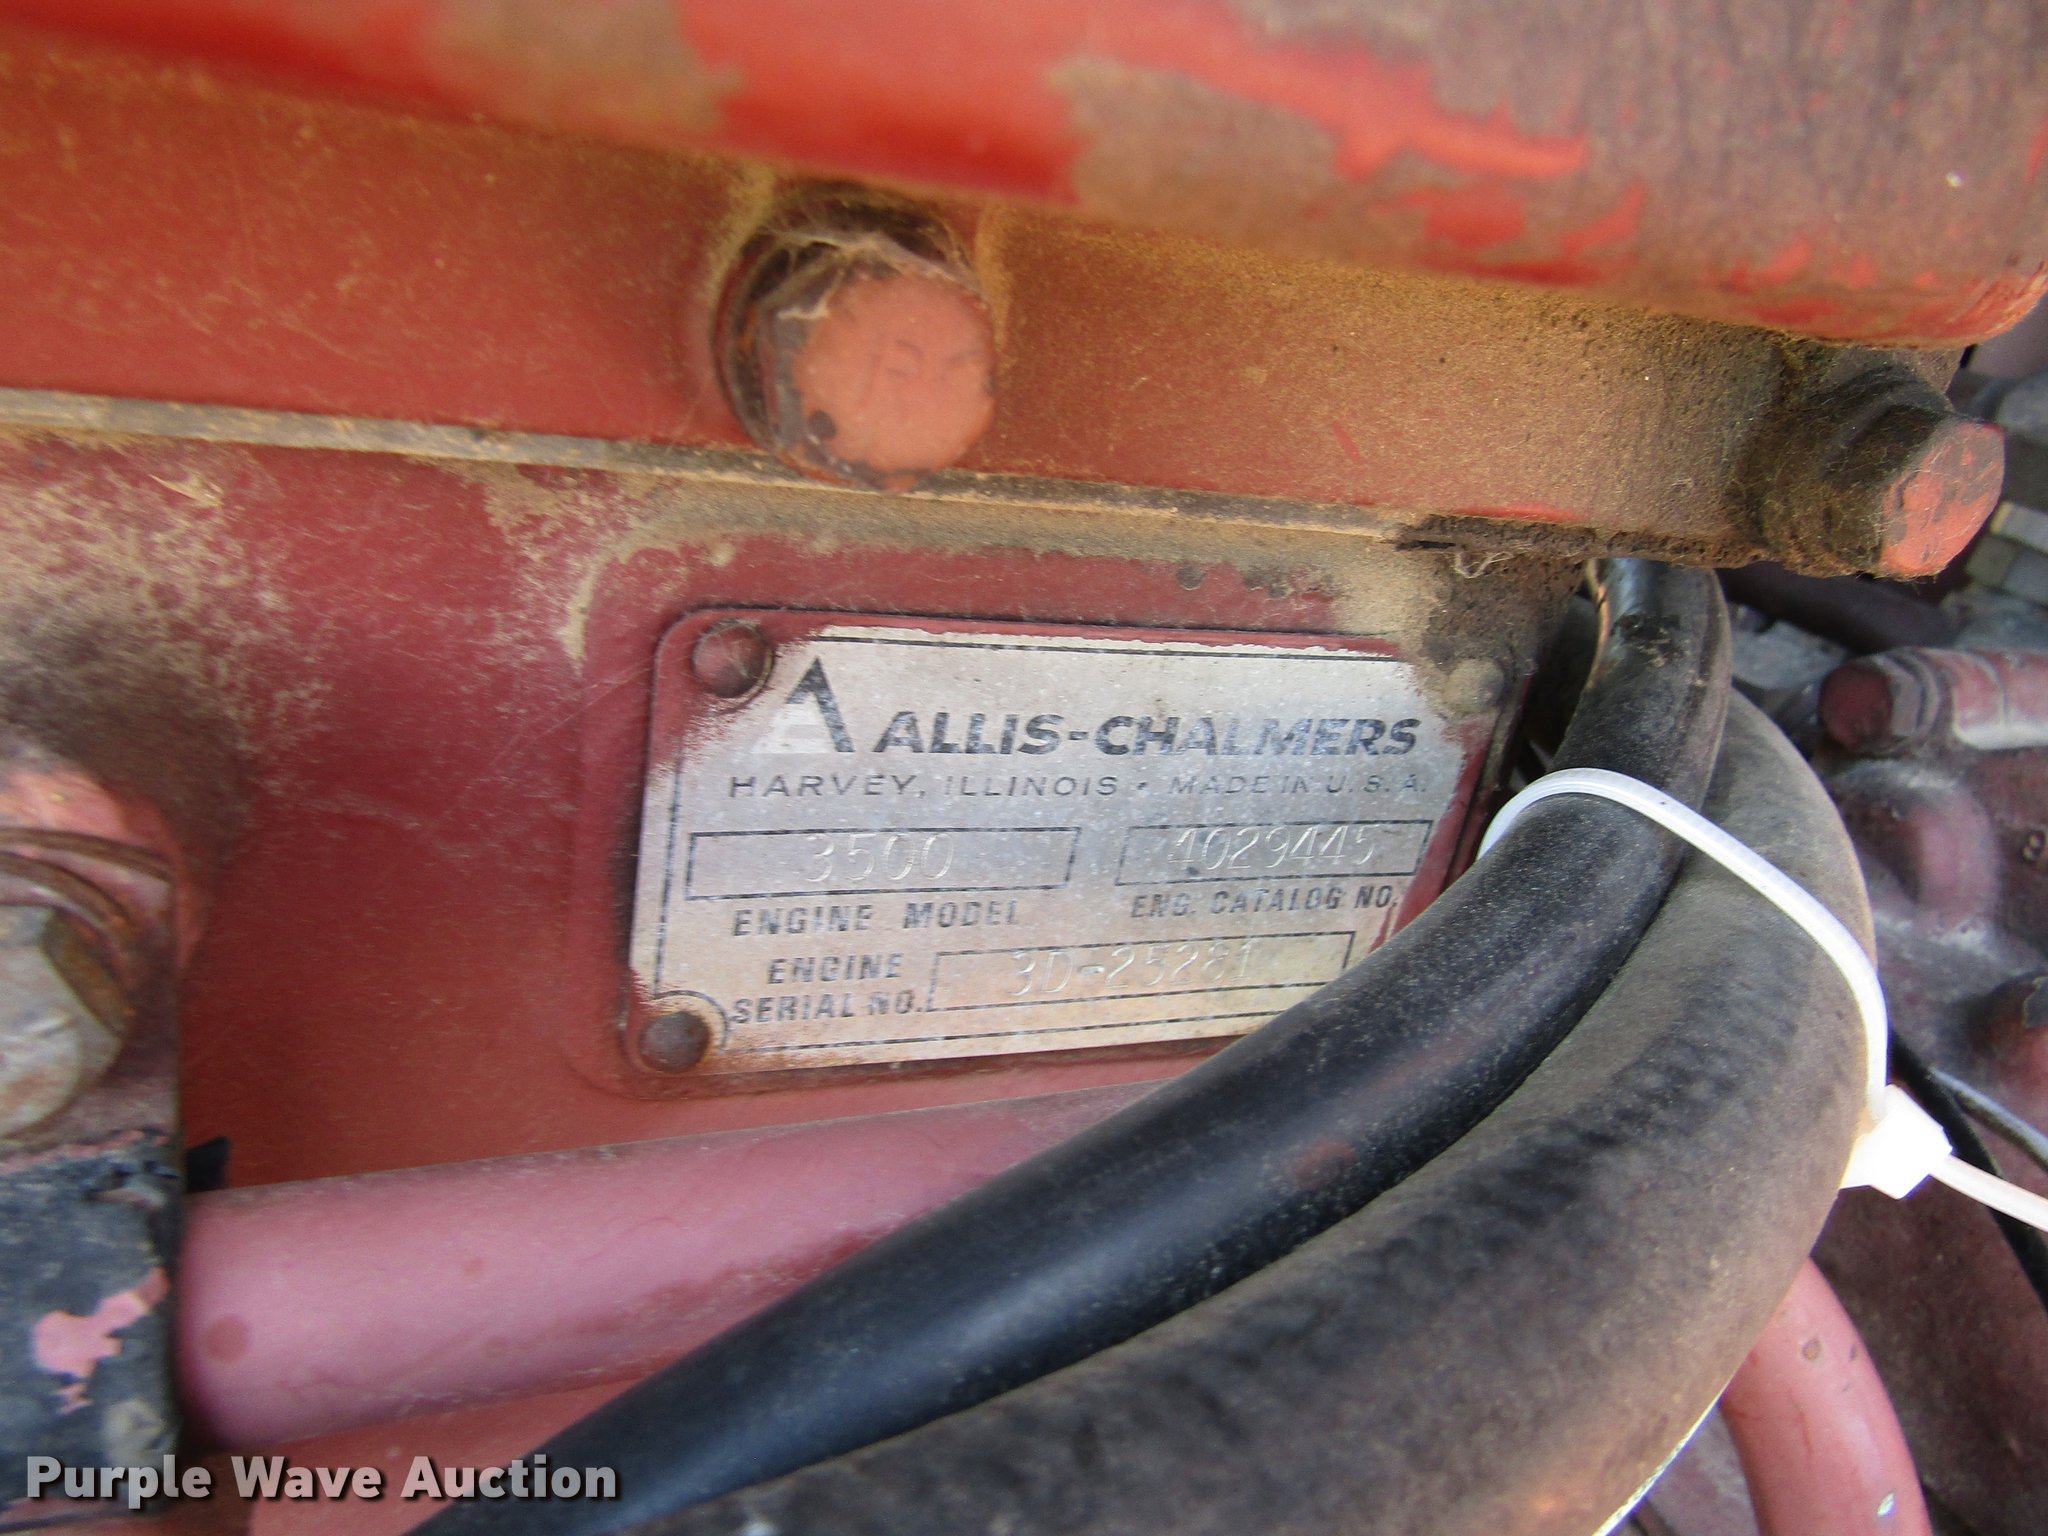 ALLIS-CHALMERS
HARVEY, ILLINOIS • MADE IN U.S.A.
3500 4029445
ENGINE MODEL ENG. CATALOG NO.
ENGINE
SERIAL NO. 3D-25281
Purple Wave Auction